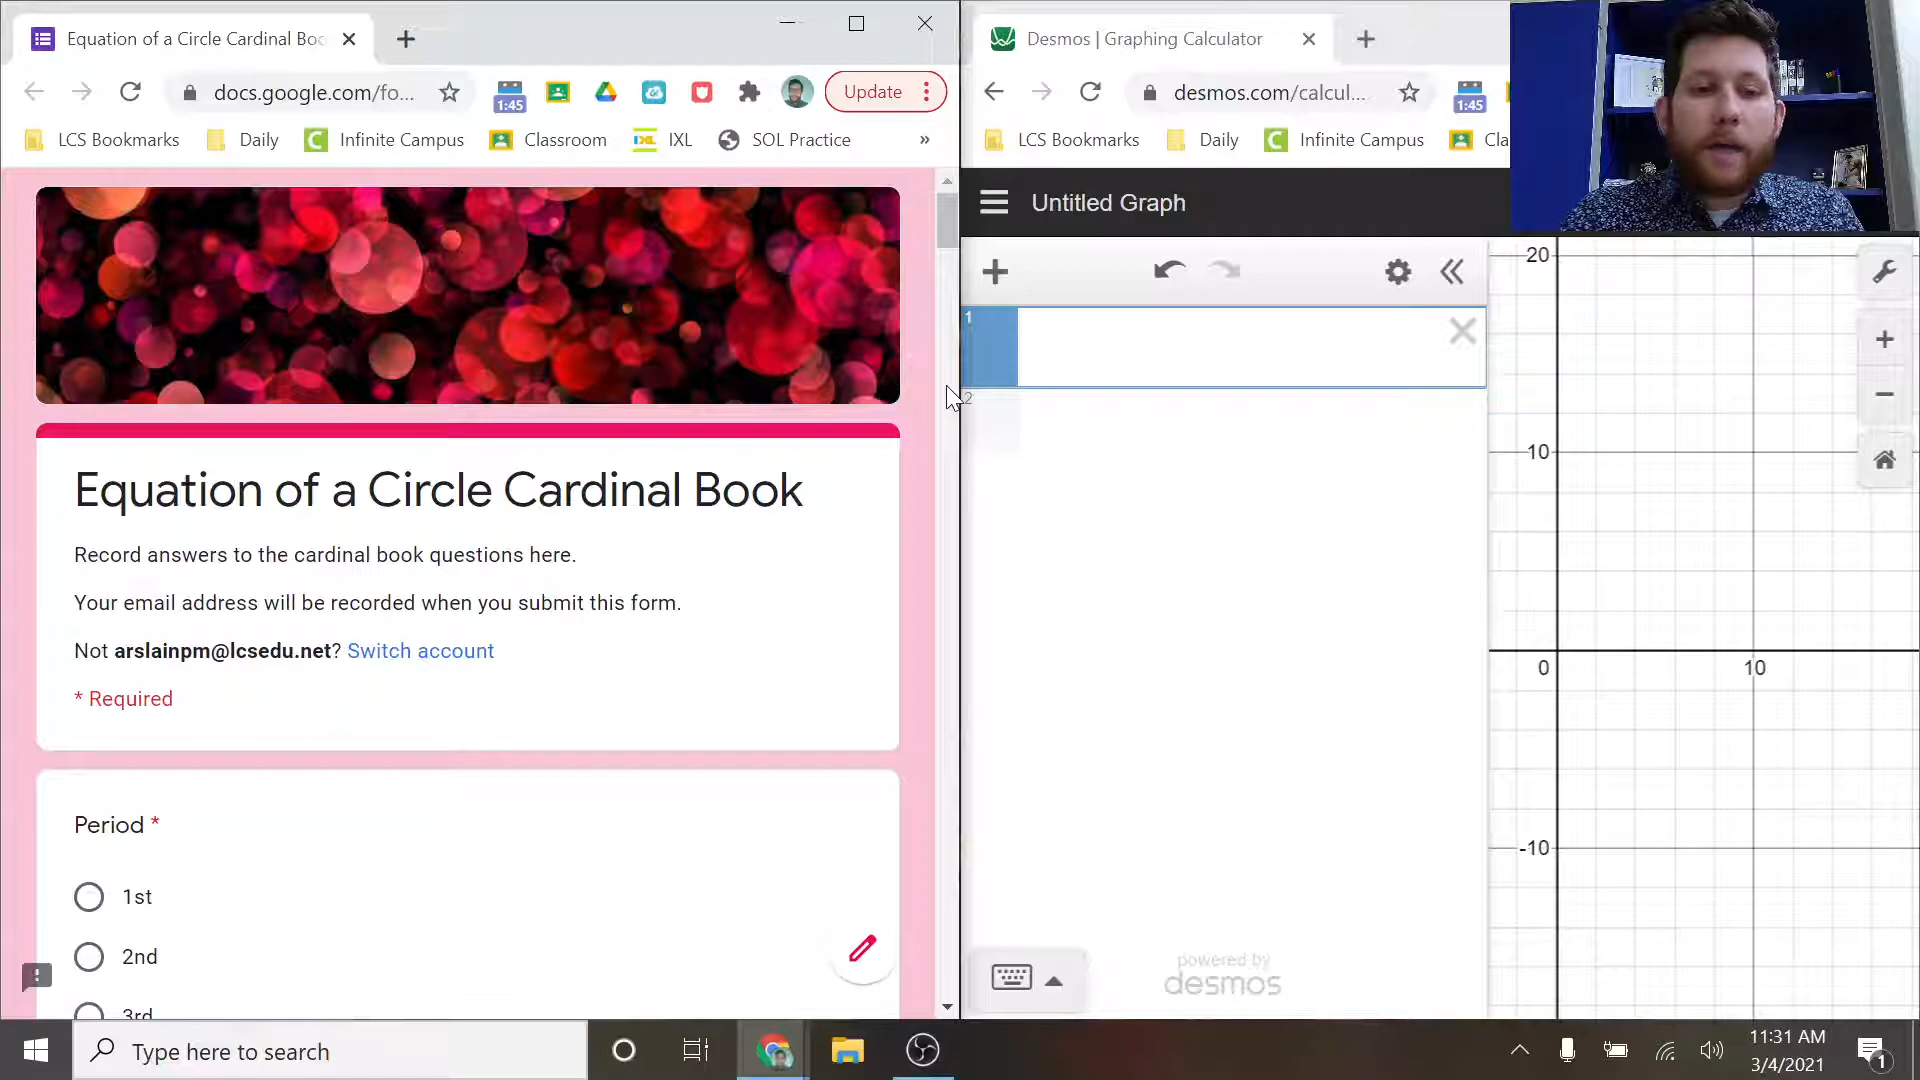 Equation of a Circle Cardinal Boo
docs.google.com/fo...
1:45
Update
LCS Bookmarks
Daily
Infinite Campus
Classroom
IXL
SOL Practice
»
Equation of a Circle Cardinal Book
Record answers to the cardinal book questions here.
Your email address will be recorded when you submit this form.
Not arslainpm@lcsedu.net? Switch account
* Required
Period *
1st
2nd
3rd
Desmos | Graphing Calculator
desmos.com/calcul...
1:45
LCS Bookmarks
Daily
Infinite Campus
Cla
Untitled Graph
1
2
20
10
0
10
-10
powered by
desmos
Type here to search
11:31 AM
3/4/2021
1